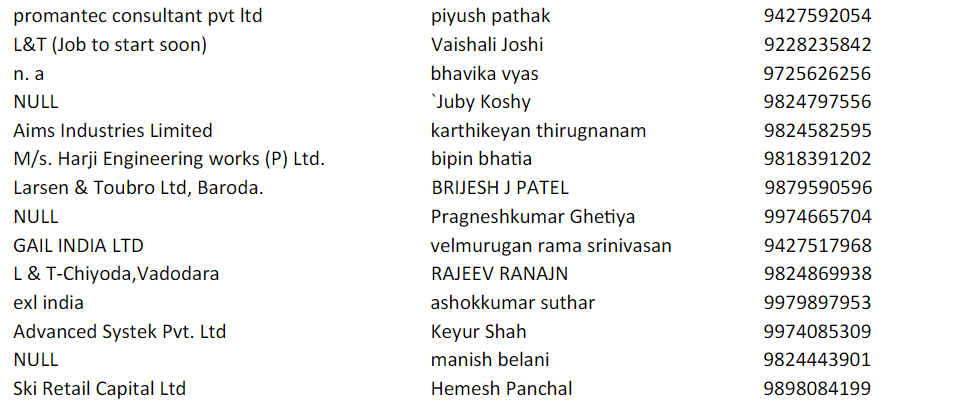 promantec consultant pvt ltd piyush pathak 9427592054
L&T (Job to start soon) Vaishali Joshi 9228235842
n. a bhavika vyas 9725626256
NULL `Juby Koshy 9824797556
Aims Industries Limited karthikeyan thirugnanam 9824582595
M/s. Harji Engineering works (P) Ltd. bipin bhatia 9818391202
Larsen & Toubro Ltd, Baroda. BRIJESH J PATEL 9879590596
NULL Pragneshkumar Ghetiya 9974665704
GAIL INDIA LTD velmurugan rama srinivasan 9427517968
L & T-Chiyoda,Vadodara RAJEEV RANAJN 9824869938
exl india ashokkumar suthar 9979897953
Advanced Systek Pvt. Ltd Keyur Shah 9974085309
NULL manish belani 9824443901
Ski Retail Capital Ltd Hemesh Panchal 9898084199